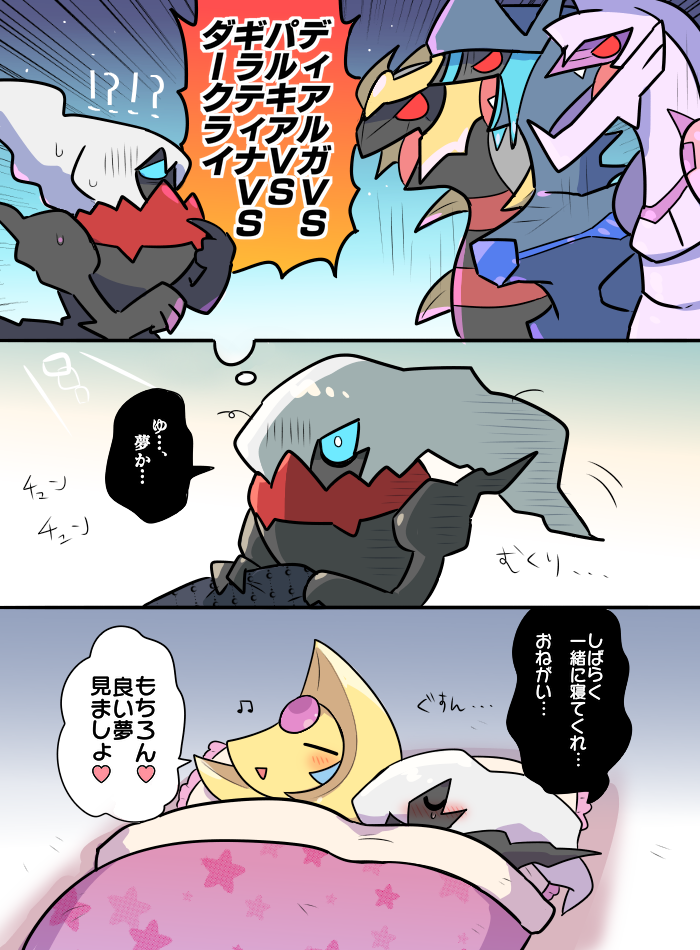 ディアルガVS
パルキアVS
ギラティナVS
ダークライ
!?!?
ゆ…、
夢か…
チュン
チュン
むくり...
しばらく
一緒に寝てくれ…
おねがい…
ぐすん...
もちろん♥
良い夢
見ましょ♥